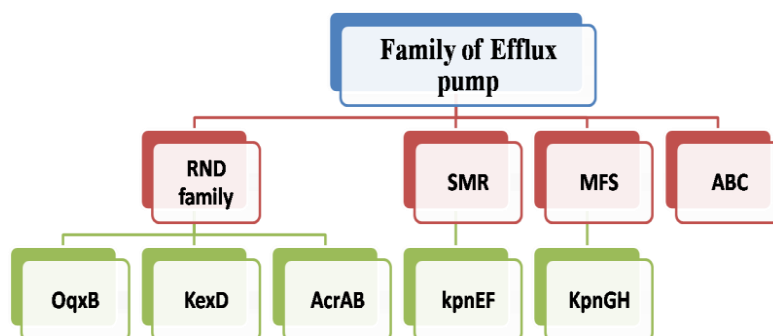 Family of Efflux
pump
RND
family
SMR
MFS
ABC
OqxB
KexD
AcrAB
kpnEF
KpnGH